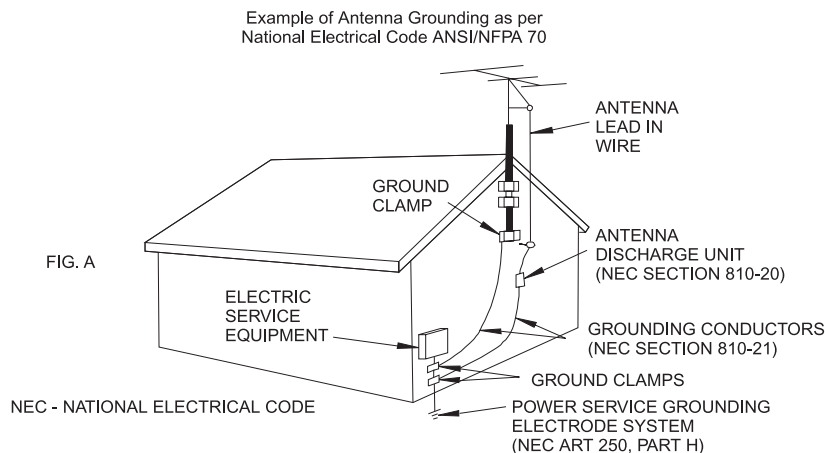 Example of Antenna Grounding as per
National Electrical Code ANSI/NFPA 70
ANTENNA
LEAD IN
WIRE
GROUND
CLAMP
ANTENNA
DISCHARGE UNIT
(NEC SECTION 810-20)
FIG. A
ELECTRIC
SERVICE
EQUIPMENT
GROUNDING CONDUCTORS
(NEC SECTION 810-21)
GROUND CLAMPS
NEC - NATIONAL ELECTRICAL CODE
POWER SERVICE GROUNDING
ELECTRODE SYSTEM
(NEC ART 250, PART H)